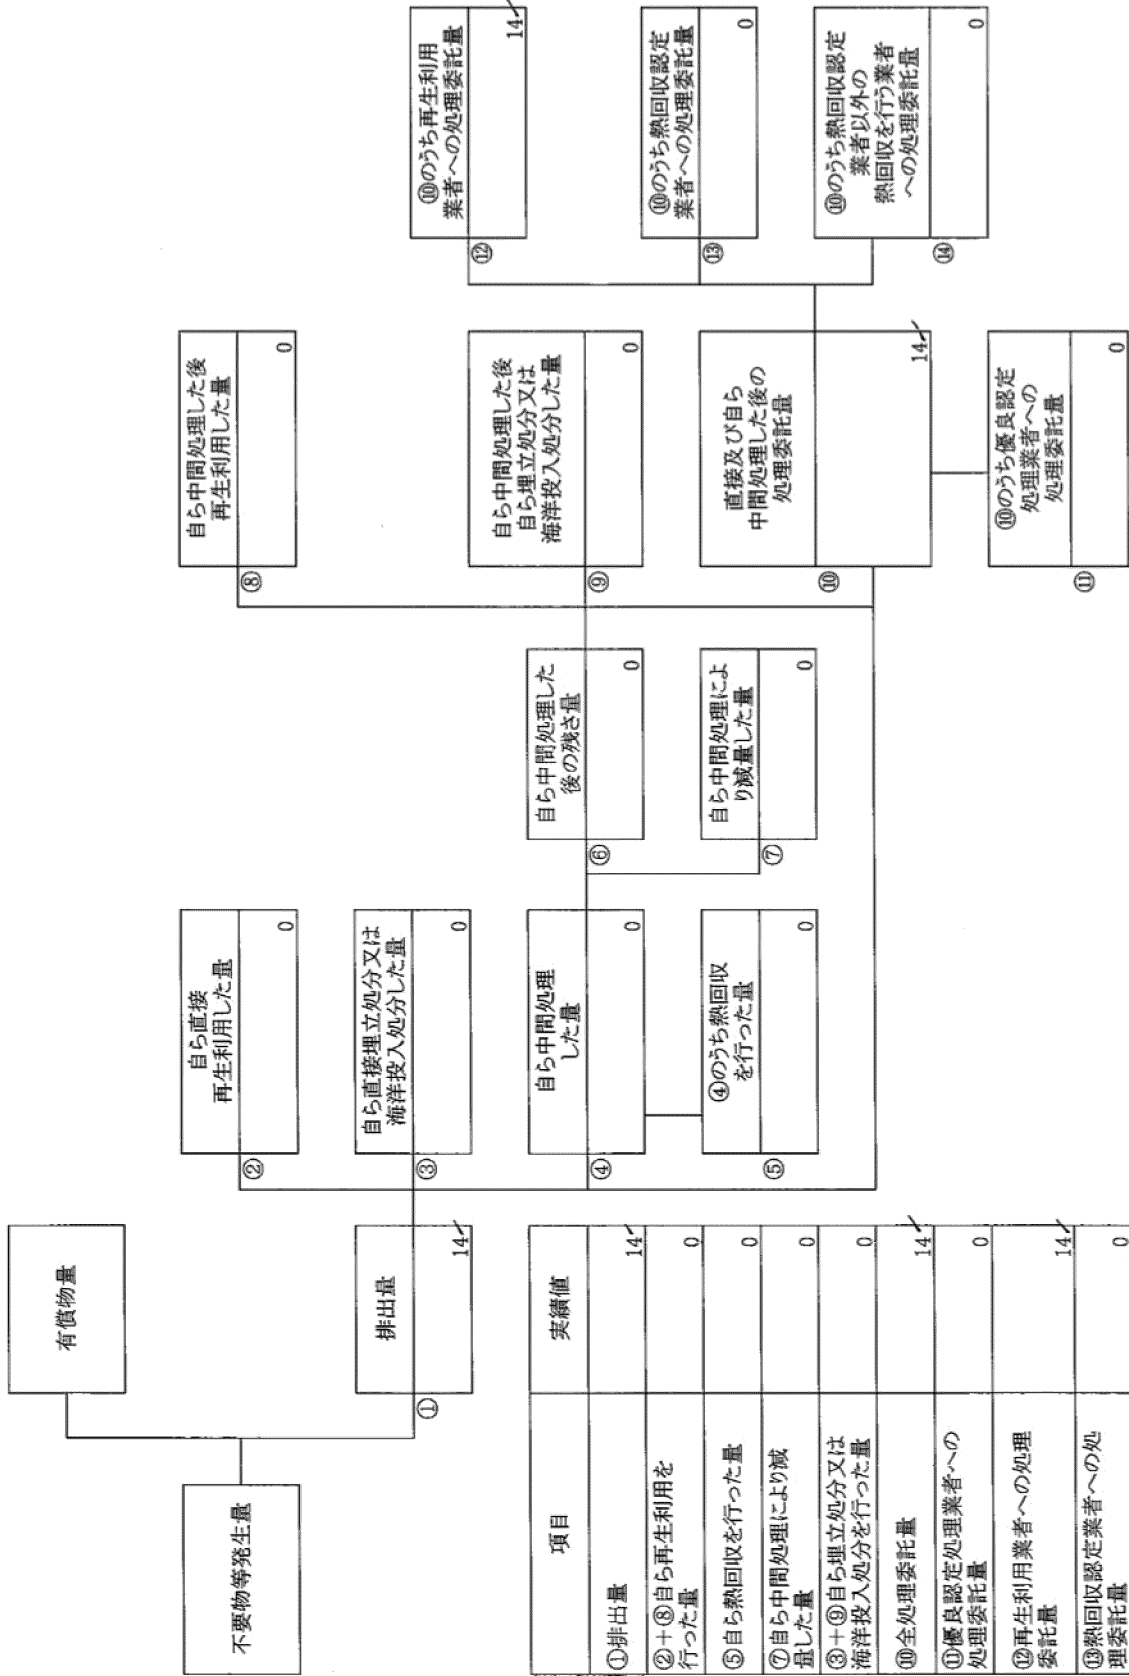 不要物等発生量
有償物量
①
排出量
14
②
自ら直接
再生利用した量
0
③
自ら直接埋立処分又は
海洋投入処分した量
0
④
自ら中間処理
した量
0
⑤
④のうち熱回収
を行った量
0
⑥
自ら中間処理した
後の残さ量
0
⑦
自ら中間処理によ
り減量した量
0
⑧
自ら中間処理した後
再生利用した量
0
⑨
自ら中間処理した後
自ら埋立処分又は
海洋投入処分した量
0
⑩
直接及び自ら
中間処理した後の
処理委託量
14
⑪
⑩のうち優良認定
処理業者への
処理委託量
0
⑫
⑩のうち再生利用
業者への処理委託量
14
⑬
⑩のうち熱回収認定
業者への処理委託量
0
⑭
⑩のうち熱回収認定
業者以外の
熱回収を行う業者
への処理委託量
0
項目 実績値
①排出量 14
②+⑧自ら再生利用を
行った量 0
⑤自ら熱回収を行った量 0
⑦自ら中間処理により減
量した量 0
③+⑨自ら埋立処分又は
海洋投入処分を行った量 0
⑩全処理委託量 14
⑪優良認定処理業者への
処理委託量 0
⑫再生利用業者への処理
委託量 14
⑬熱回収認定業者への処
理委託量 0